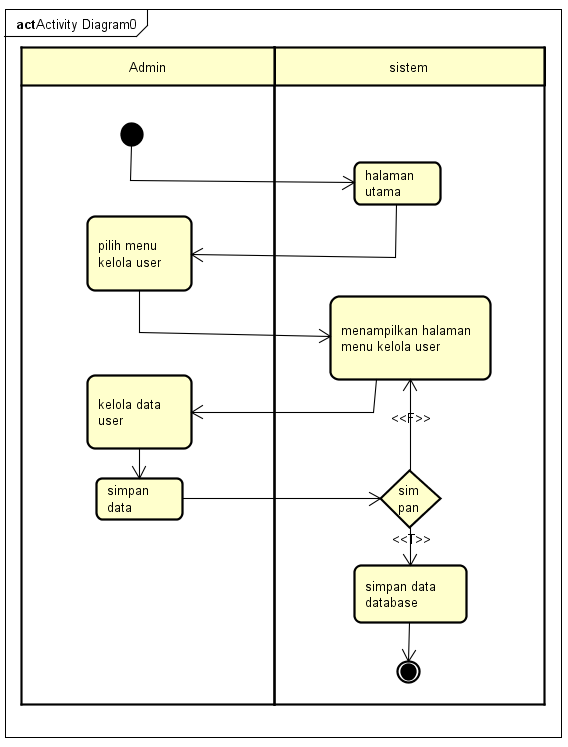 actActivity Diagram0
Admin
sistem
halaman
utama
pilih menu
kelola user
menampilkan halaman
menu kelola user
kelola data
user
<<F>>
simpan
data
sim
pan
<<T>>
simpan data
database